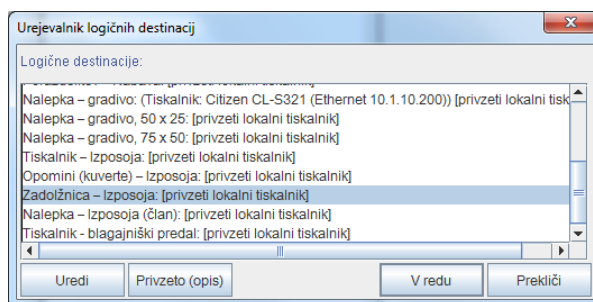 Urejevalnik logičnih destinacij
Logične destinacije:
Nalepka – gradivo: (Tiskalnik: Citizen CL-S321 (Ethernet 10.1.10.200)) [privzeti lokalni tisk
Nalepka – gradivo, 50 x 25: [privzeti lokalni tiskalnik]
Nalepka – gradivo, 75 x 50: [privzeti lokalni tiskalnik]
Tiskalnik – Izposoja: [privzeti lokalni tiskalnik]
Opomini (kuverte) – Izposoja: [privzeti lokalni tiskalnik]
Zadolžnica – Izposoja: [privzeti lokalni tiskalnik]
Nalepka – Izposoja (član): [privzeti lokalni tiskalnik]
Tiskalnik - blagajniški predal: [privzeti lokalni tiskalnik]
Uredi Privzeto (opis) V redu Prekliči